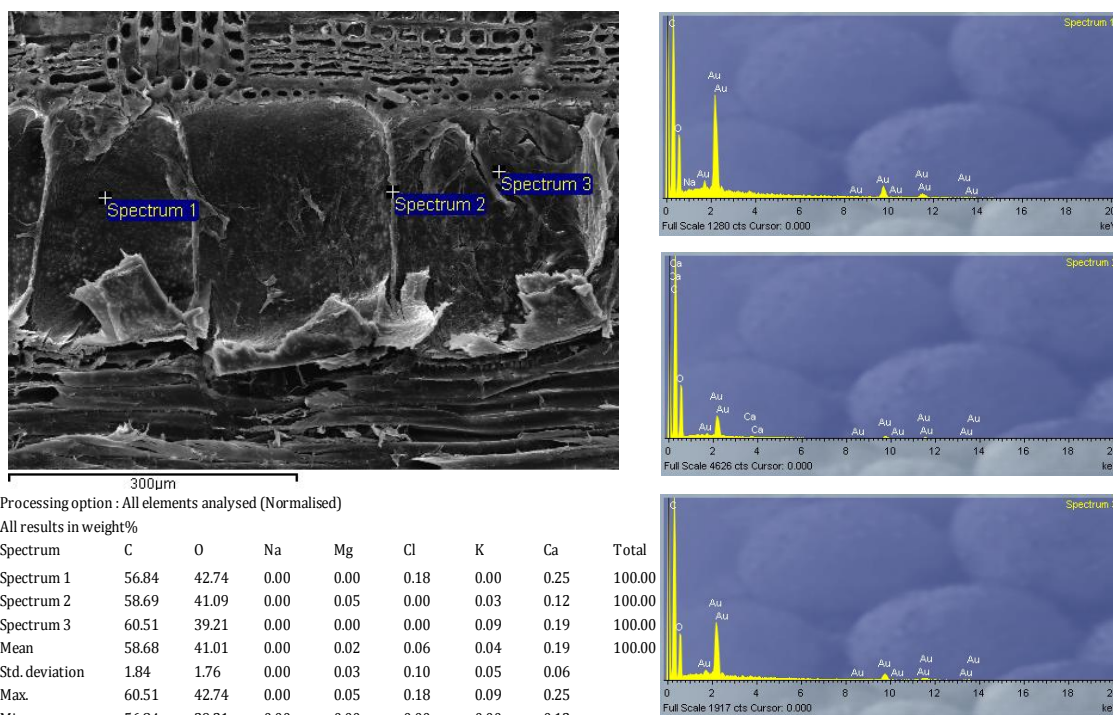 Spectrum 1
Spectrum 2
Spectrum 3
300µm
Processing option : All elements analysed (Normalised)
All results in weight%
Spectrum C O Na Mg Cl K Ca Total
Spectrum 1 56.84 42.74 0.00 0.00 0.18 0.00 0.25 100.00
Spectrum 2 58.69 41.09 0.00 0.05 0.00 0.03 0.12 100.00
Spectrum 3 60.51 39.21 0.00 0.00 0.00 0.09 0.19 100.00
Mean 58.68 41.01 0.00 0.02 0.06 0.04 0.19 100.00
Std. deviation 1.84 1.76 0.00 0.03 0.10 0.05 0.06
Max. 60.51 42.74 0.00 0.05 0.18 0.09 0.25
Spectrum 1
C
Au
Au
O
Na Au Au
Au Au Au Au Au Au
0 2 4 6 8 10 12 14 16 18 20
Full Scale 1280 cts Cursor: 0.000 keV
Spectrum
Ca
Ca
C
O
Au
Au
Au Ca
Ca
Au Au Au Au Au Au Au
0 2 4 6 8 10 12 14 16 18
Full Scale 4626 cts Cursor: 0.000 ke
Spectrum
C
O
Au
Au
Au Au Au Au Au Au Au Au
0 2 4 6 8 10 12 14 16 18
Full Scale 1917 cts Cursor: 0.000